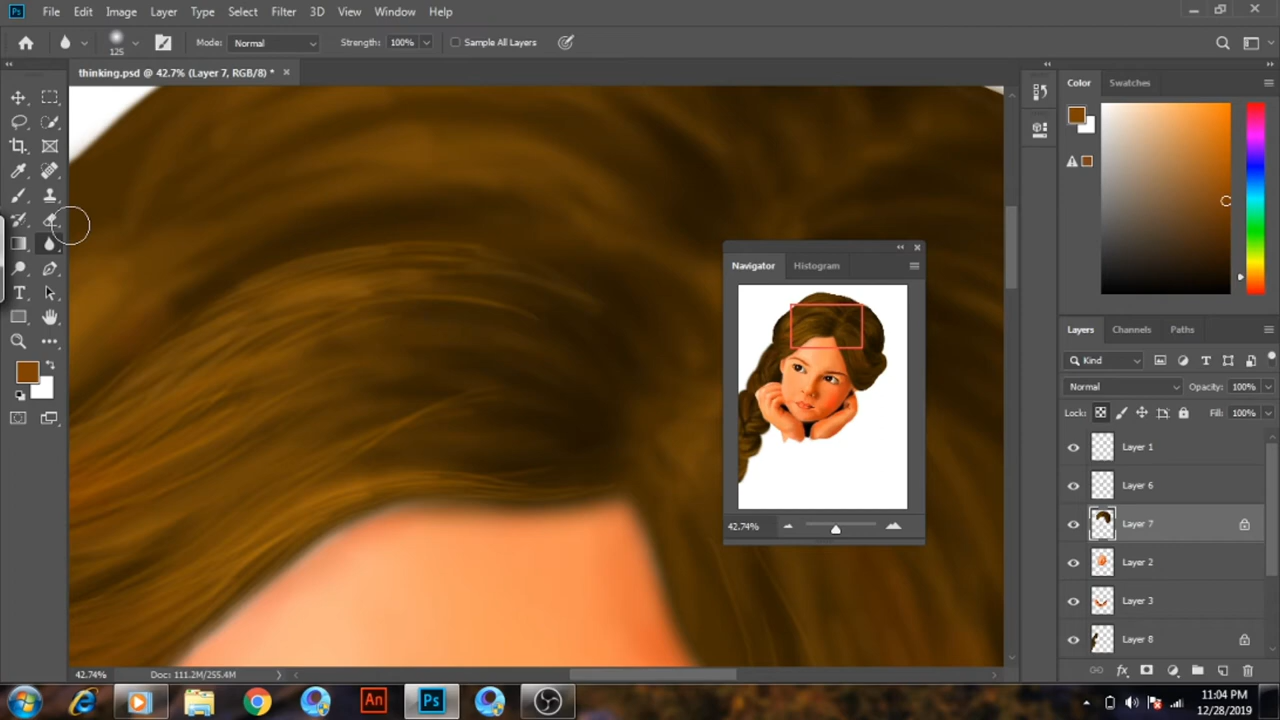 Ps File Edit Image Layer Type Select Filter 3D View Window Help
125 Mode: Normal Strength: 100% Sample All Layers
thinking.psd @ 42.7% (Layer 7, RGB/8) * ×
Color Swatches
Navigator Histogram
42.74%
Layers Channels Paths
Kind
Normal Opacity: 100%
Lock: Fill: 100%
Layer 1
Layer 6
Layer 7
Layer 2
Layer 3
Layer 8
42.74% Doc: 111.2M/255.4M
An Ps
11:04 PM
12/28/2019